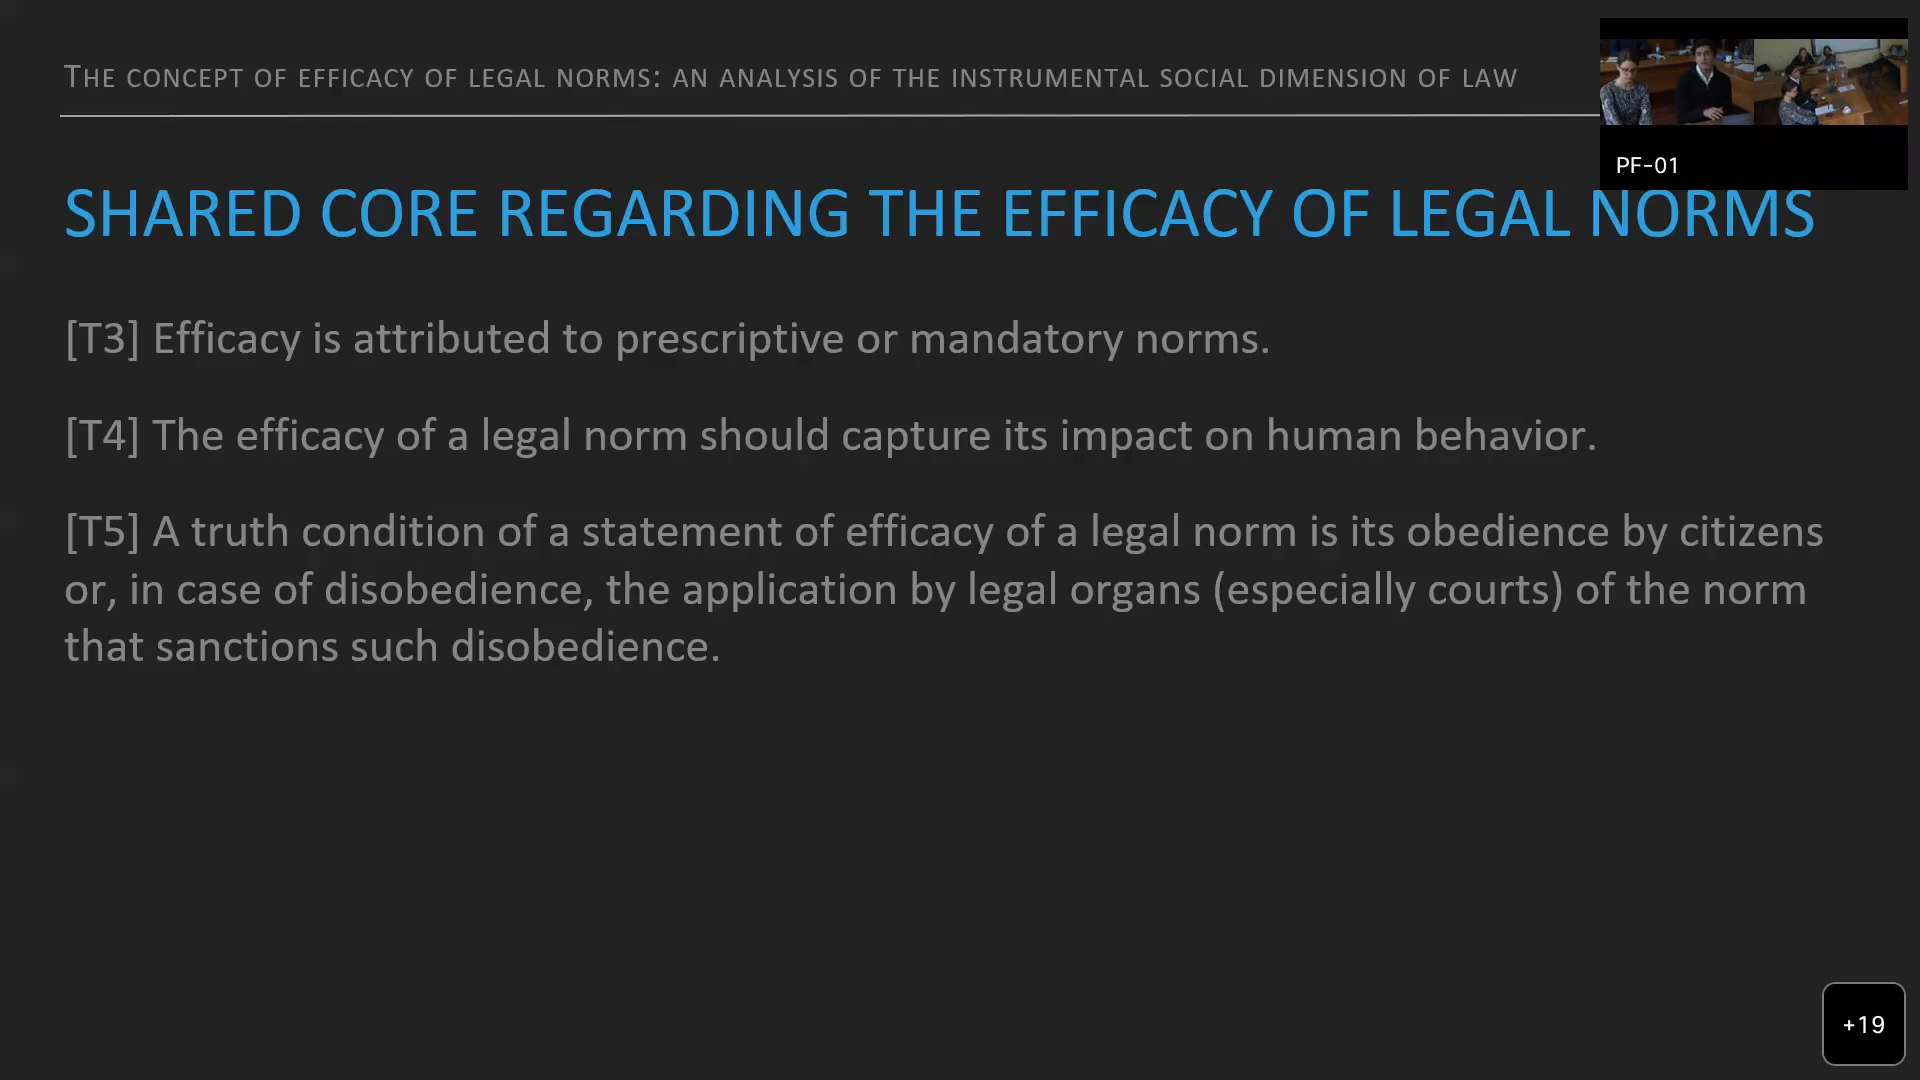 THE CONCEPT OF EFFICACY OF LEGAL NORMS: AN ANALYSIS OF THE INSTRUMENTAL SOCIAL DIMENSION OF LAW
PF-01
SHARED CORE REGARDING THE EFFICACY OF LEGAL NORMS
[T3] Efficacy is attributed to prescriptive or mandatory norms.
[T4] The efficacy of a legal norm should capture its impact on human behavior.
[T5] A truth condition of a statement of efficacy of a legal norm is its obedience by citizens
or, in case of disobedience, the application by legal organs (especially courts) of the norm
that sanctions such disobedience.
+19